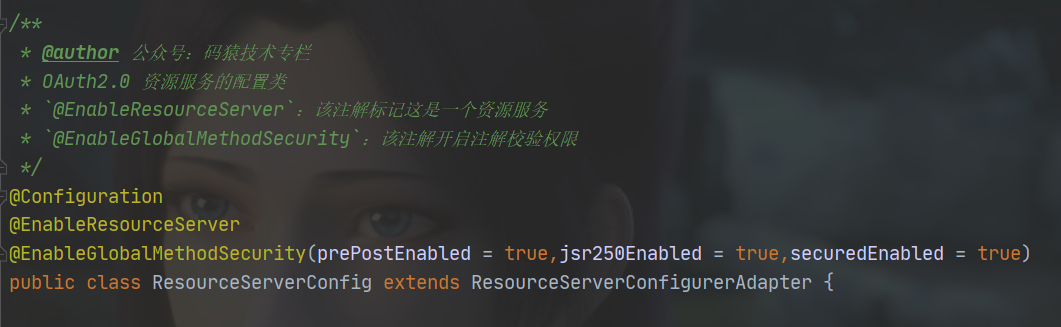 /**
 * @author 公众号：码猿技术专栏
 * OAuth2.0 资源服务的配置类
 * `@EnableResourceServer`：该注解标记这是一个资源服务
 * `@EnableGlobalMethodSecurity`：该注解开启注解校验权限
 */
@Configuration
@EnableResourceServer
@EnableGlobalMethodSecurity(prePostEnabled = true,jsr250Enabled = true,securedEnabled = true)
public class ResourceServerConfig extends ResourceServerConfigurerAdapter {